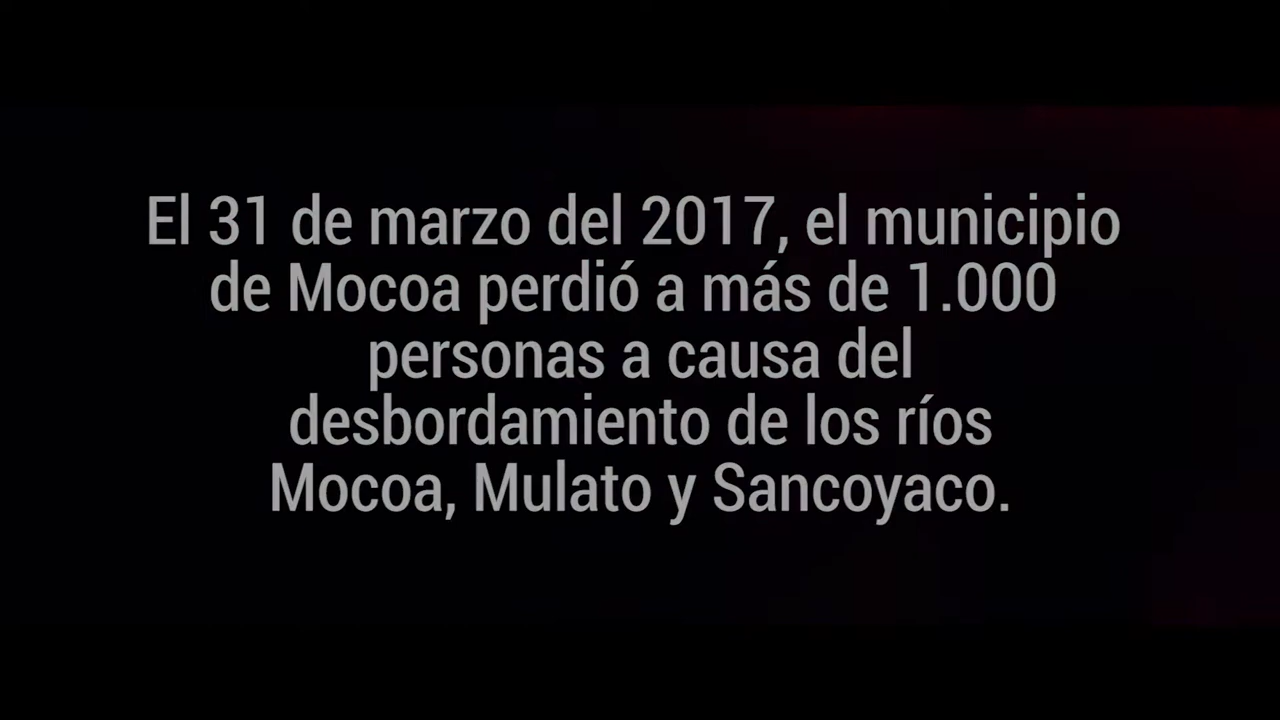 El 31 de marzo del 2017, el municipio
de Mocoa perdió a más de 1.000
personas a causa del
desbordamiento de los ríos
Mocoa, Mulato y Sancoyaco.